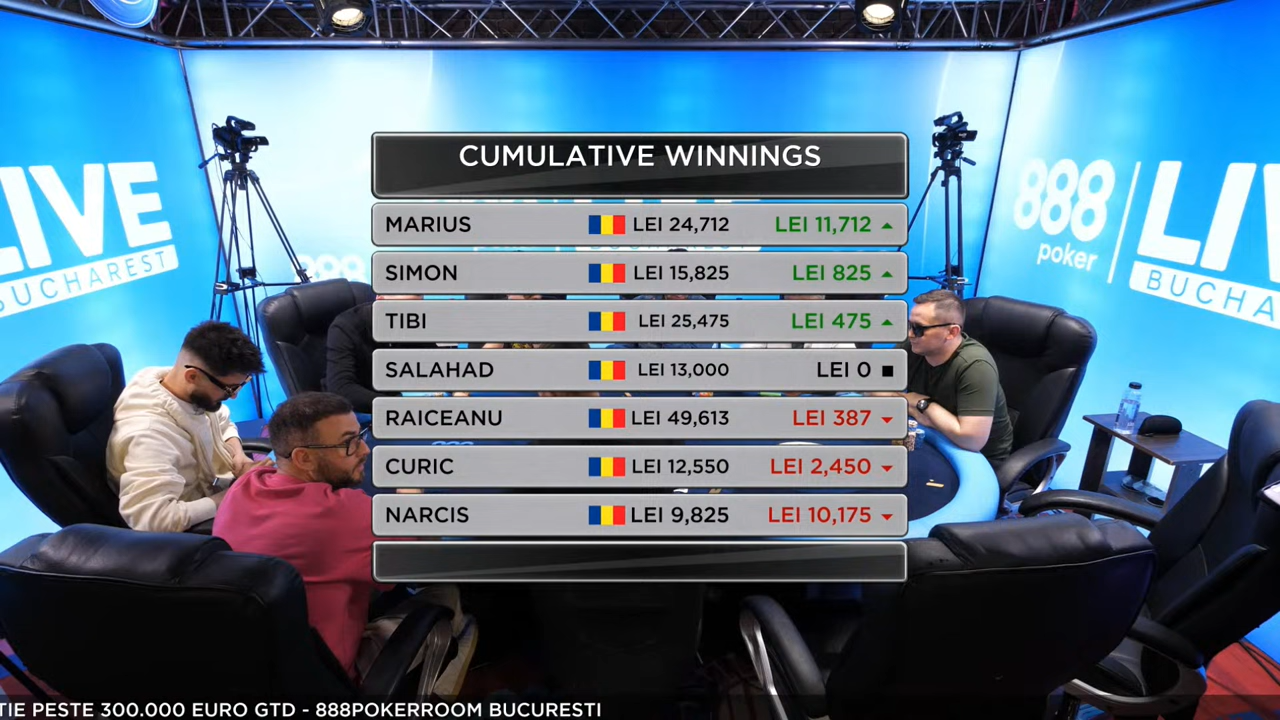 CUMULATIVE WINNINGS
MARIUS LEI 24,712 LEI 11,712
SIMON LEI 15,825 LEI 825
TIBI LEI 25,475 LEI 475
SALAHAD LEI 13,000 LEI 0
RAICEANU LEI 49,613 LEI 387
CURIC LEI 12,550 LEI 2,450
NARCIS LEI 9,825 LEI 10,175
LIVE
BUCHAREST
888
888
poker
LIV
BUCHA
TIE PESTE 300.000 EURO GTD - 888POKERROOM BUCURESTI